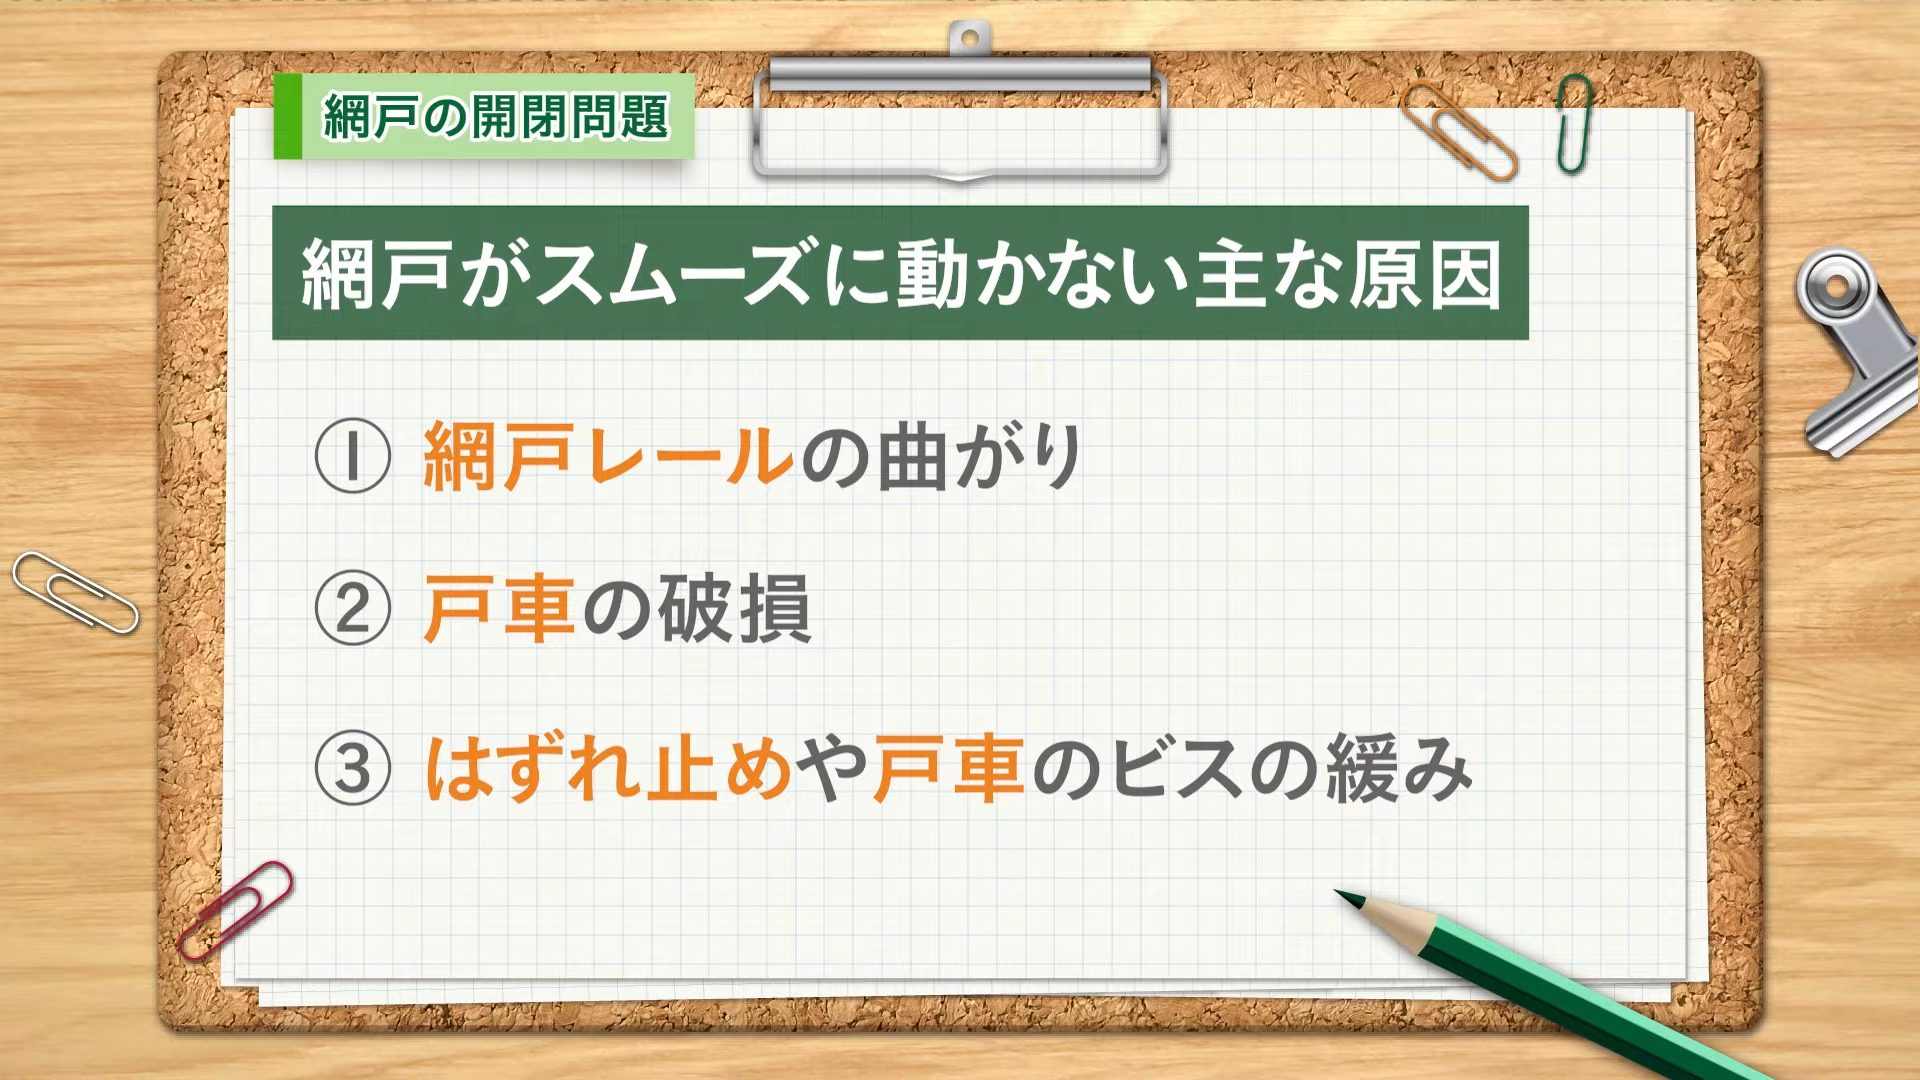 網戸の開閉問題
網戸がスムーズに動かない主な原因
① 網戸レールの曲がり
② 戸車の破損
③ はずれ止めや戸車のビスの緩み